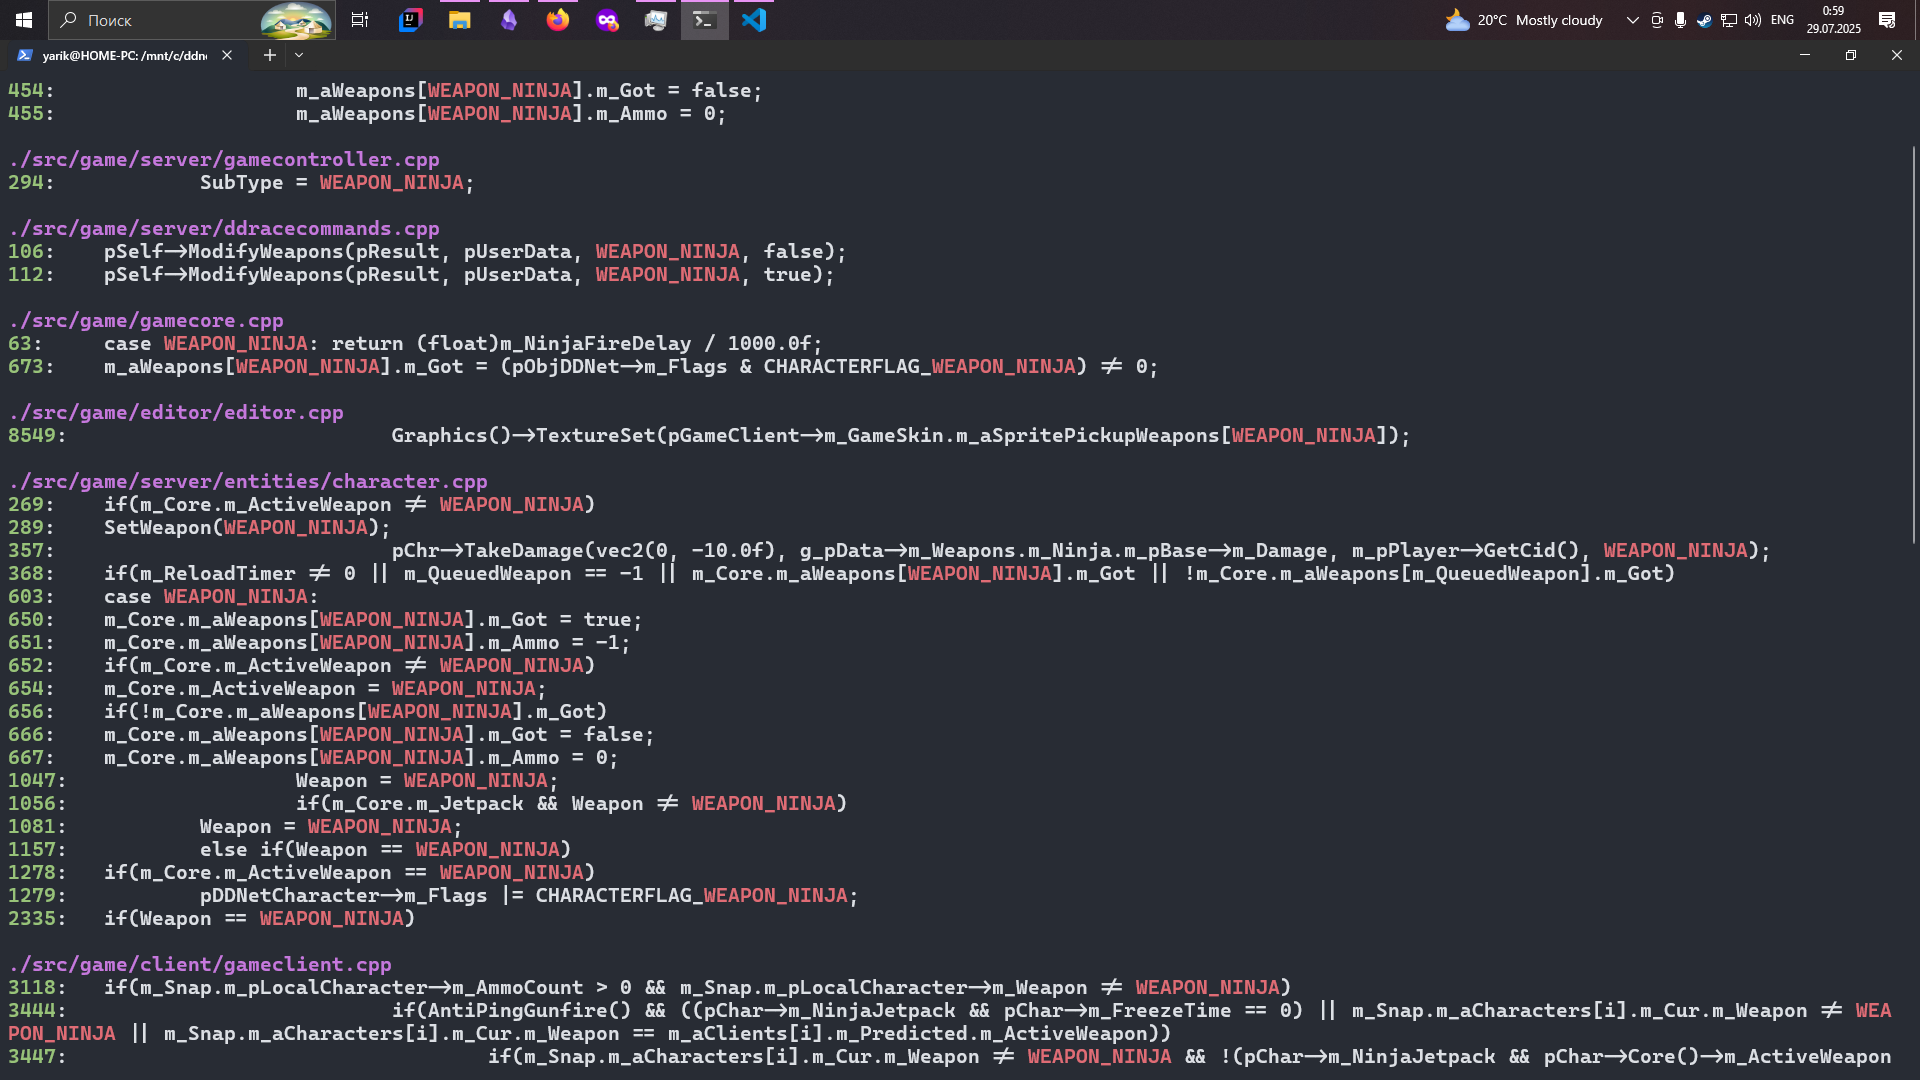 Поиск
20°C Mostly cloudy
ENG
0:59
29.07.2025
yarik@HOME-PC: /mnt/c/ddn
454: m_aWeapons[WEAPON_NINJA].m_Got = false;
455: m_aWeapons[WEAPON_NINJA].m_Ammo = 0;
./src/game/server/gamecontroller.cpp
294: SubType = WEAPON_NINJA;
./src/game/server/ddracecommands.cpp
106: pSelf->ModifyWeapons(pResult, pUserData, WEAPON_NINJA, false);
112: pSelf->ModifyWeapons(pResult, pUserData, WEAPON_NINJA, true);
./src/game/gamecore.cpp
63: case WEAPON_NINJA: return (float)m_NinjaFireDelay / 1000.0f;
673: m_aWeapons[WEAPON_NINJA].m_Got = (pObjDDNet->m_Flags & CHARACTERFLAG_WEAPON_NINJA) != 0;
./src/game/editor/editor.cpp
8549: Graphics()->TextureSet(pGameClient->m_GameSkin.m_aSpritePickupWeapons[WEAPON_NINJA]);
./src/game/server/entities/character.cpp
269: if(m_Core.m_ActiveWeapon != WEAPON_NINJA)
289: SetWeapon(WEAPON_NINJA);
357: pChr->TakeDamage(vec2(0, -10.0f), g_pData->m_Weapons.m_Ninja.m_pBase->m_Damage, m_pPlayer->GetCid(), WEAPON_NINJA);
368: if(m_ReloadTimer != 0 || m_QueuedWeapon == -1 || m_Core.m_aWeapons[WEAPON_NINJA].m_Got || !m_Core.m_aWeapons[m_QueuedWeapon].m_Got)
603: case WEAPON_NINJA:
650: m_Core.m_aWeapons[WEAPON_NINJA].m_Got = true;
651: m_Core.m_aWeapons[WEAPON_NINJA].m_Ammo = -1;
652: if(m_Core.m_ActiveWeapon != WEAPON_NINJA)
654: m_Core.m_ActiveWeapon = WEAPON_NINJA;
656: if(!m_Core.m_aWeapons[WEAPON_NINJA].m_Got)
666: m_Core.m_aWeapons[WEAPON_NINJA].m_Got = false;
667: m_Core.m_aWeapons[WEAPON_NINJA].m_Ammo = 0;
1047: Weapon = WEAPON_NINJA;
1056: if(m_Core.m_Jetpack && Weapon != WEAPON_NINJA)
1081: Weapon = WEAPON_NINJA;
1157: else if(Weapon == WEAPON_NINJA)
1278: if(m_Core.m_ActiveWeapon == WEAPON_NINJA)
1279: pDDNetCharacter->m_Flags |= CHARACTERFLAG_WEAPON_NINJA;
2335: if(Weapon == WEAPON_NINJA)
./src/game/client/gameclient.cpp
3118: if(m_Snap.m_pLocalCharacter->m_AmmoCount > 0 && m_Snap.m_pLocalCharacter->m_Weapon != WEAPON_NINJA)
3444: if(AntiPingGunfire() && ((pChar->m_NinjaJetpack && pChar->m_FreezeTime == 0) || m_Snap.m_aCharacters[i].m_Cur.m_Weapon != WEA
PON_NINJA || m_Snap.m_aCharacters[i].m_Cur.m_Weapon == m_aClients[i].m_Predicted.m_ActiveWeapon))
3447: if(m_Snap.m_aCharacters[i].m_Cur.m_Weapon != WEAPON_NINJA && !(pChar->m_NinjaJetpack && pChar->Core()->m_ActiveWeapon